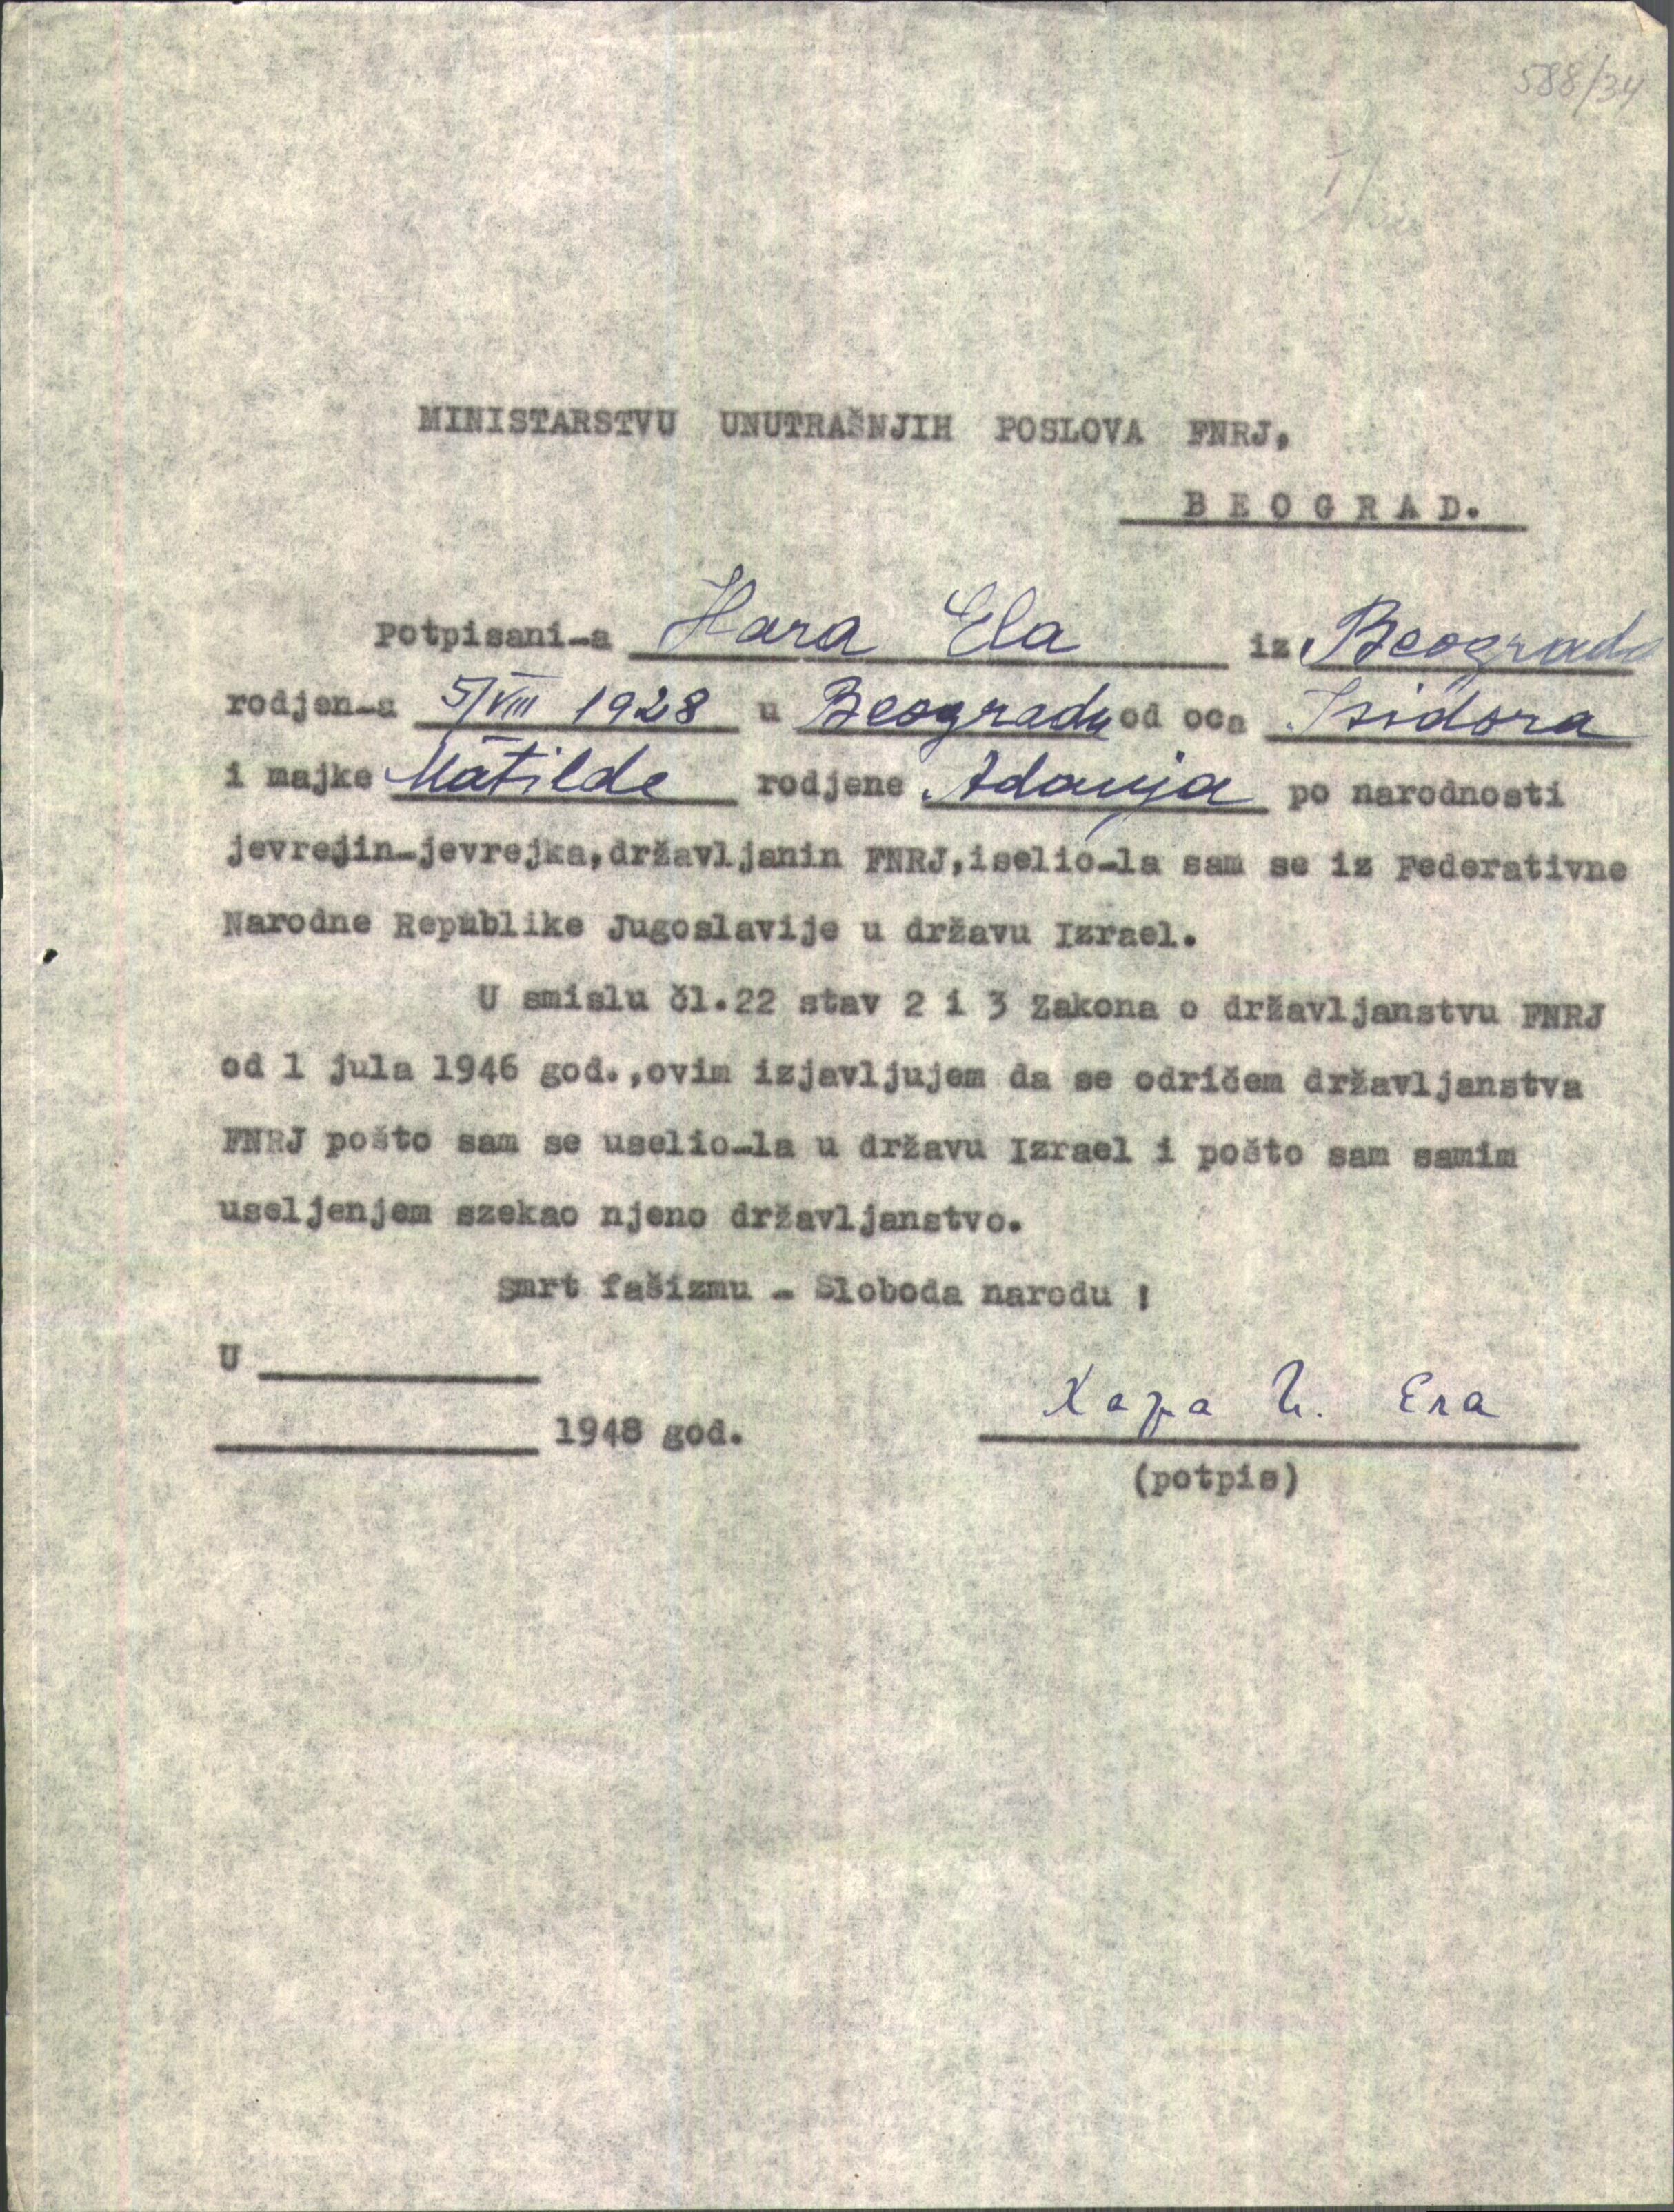 588/34
MINISTARSTVU UNUTRAŠNJIH POSLOVA FNRJ,
BEOGRAD.
Potpisani-a Hara Ela iz Beograda
rodjen-a 5/VIII 1928 u Beogradu od oca Isidora
i majke Matilde rodjene Adanja po narodnosti
jevrejin-jevrejka,državljanin FNRJ,iselio-la sam se iz Federativne
Narodne Republike Jugoslavije u državu Izrael.
U smislu čl.22 stav 2 i 3 Zakona o državljanstvu FNRJ
od 1 jula 1946 god.,ovim izjavljujem da se odričem državljanstva
FNRJ pošto sam se uselio-la u državu Izrael i pošto sam samim
useljenjem szekao njeno državljanstvo.
Smrt fašizmu - Sloboda narodu !
U
1948 god.
Хара И. Ела
(potpis)